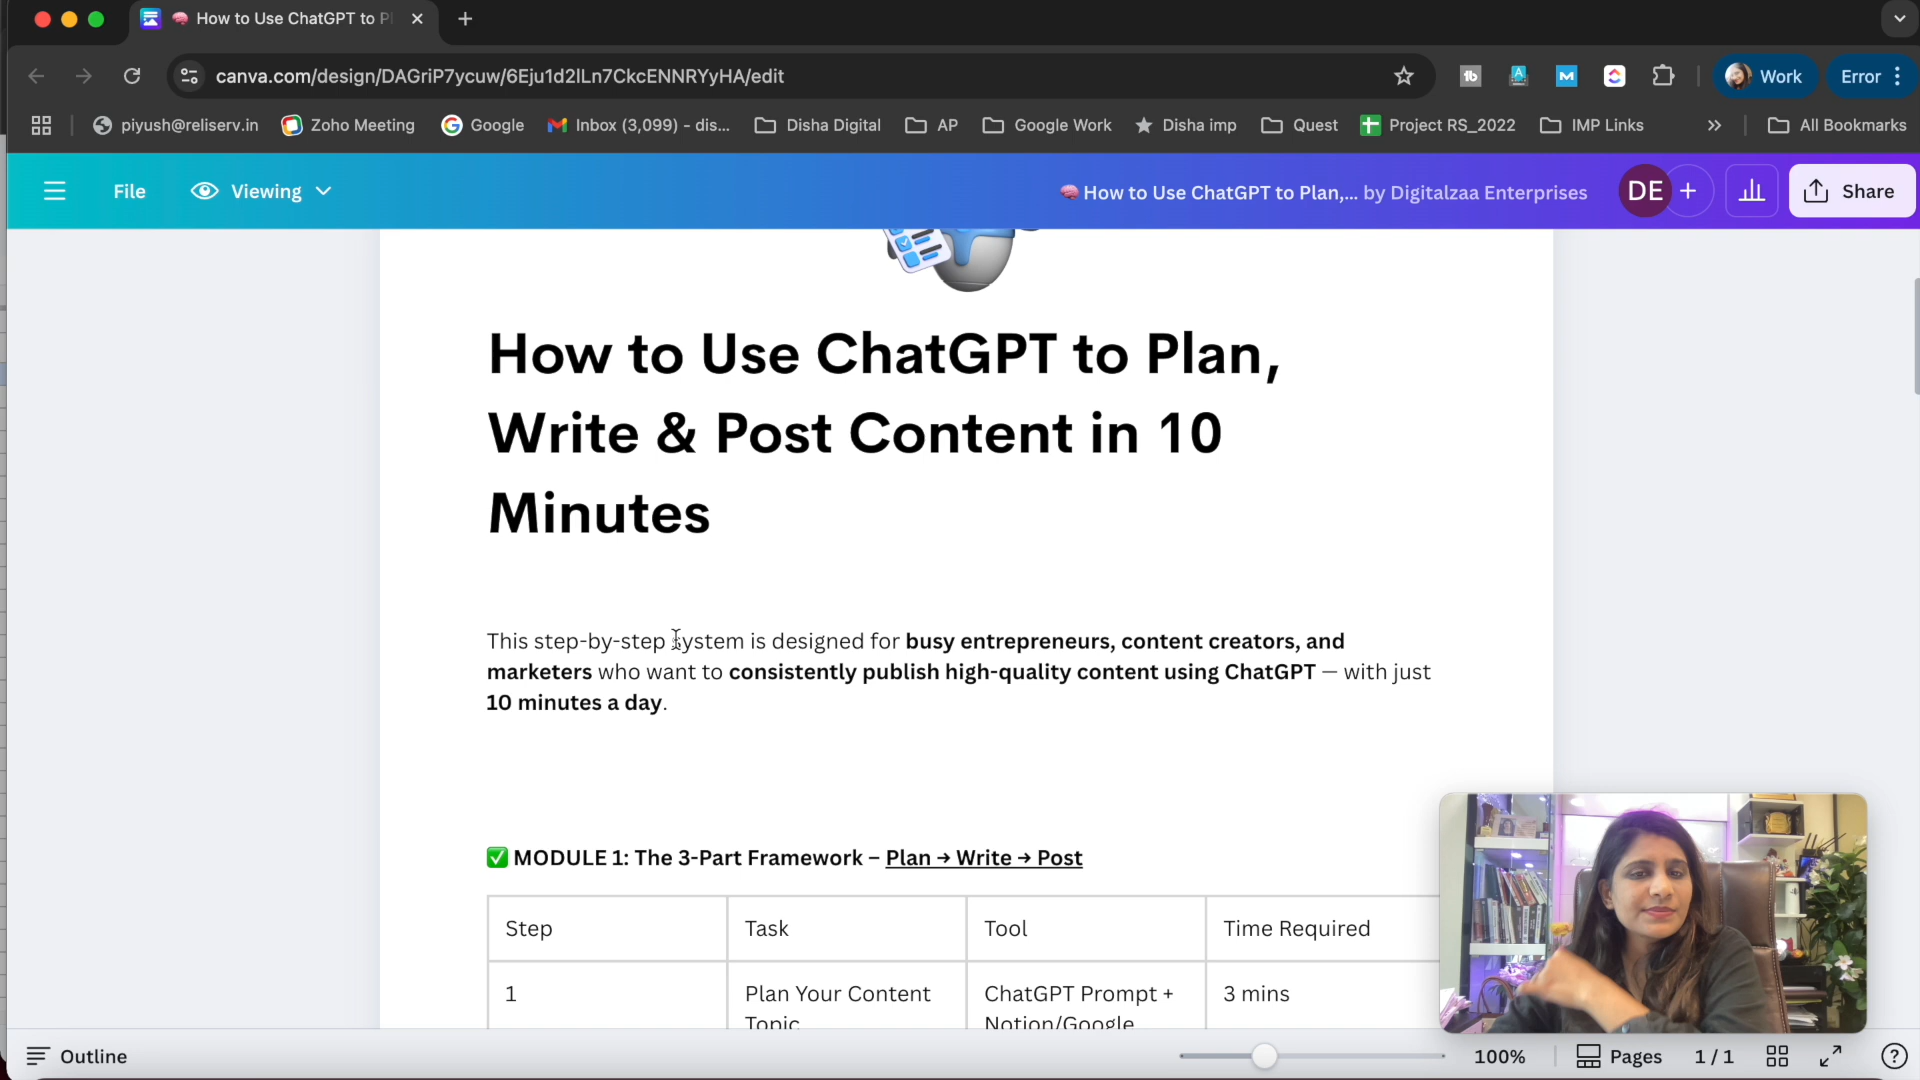 How to Use ChatGPT to Pl
canva.com/design/DAGriP7ycuw/6Eju1d2lLn7CkcENNRYyHA/edit
Work
Error
piyush@reliserv.in
Zoho Meeting
Google
Inbox (3,099) - dis...
Disha Digital
AP
Google Work
Disha imp
Quest
Project RS_2022
IMP Links
All Bookmarks
File
Viewing
How to Use ChatGPT to Plan,... by Digitalzaa Enterprises
DE
Share
How to Use ChatGPT to Plan,
Write & Post Content in 10
Minutes
This step-by-step system is designed for busy entrepreneurs, content creators, and
marketers who want to consistently publish high-quality content using ChatGPT — with just
10 minutes a day.
✅ MODULE 1: The 3-Part Framework – Plan → Write → Post
Step Task Tool Time Required
1 Plan Your Content ChatGPT Prompt + 3 mins
Topic Notion/Google
Outline
100%
Pages
1 / 1